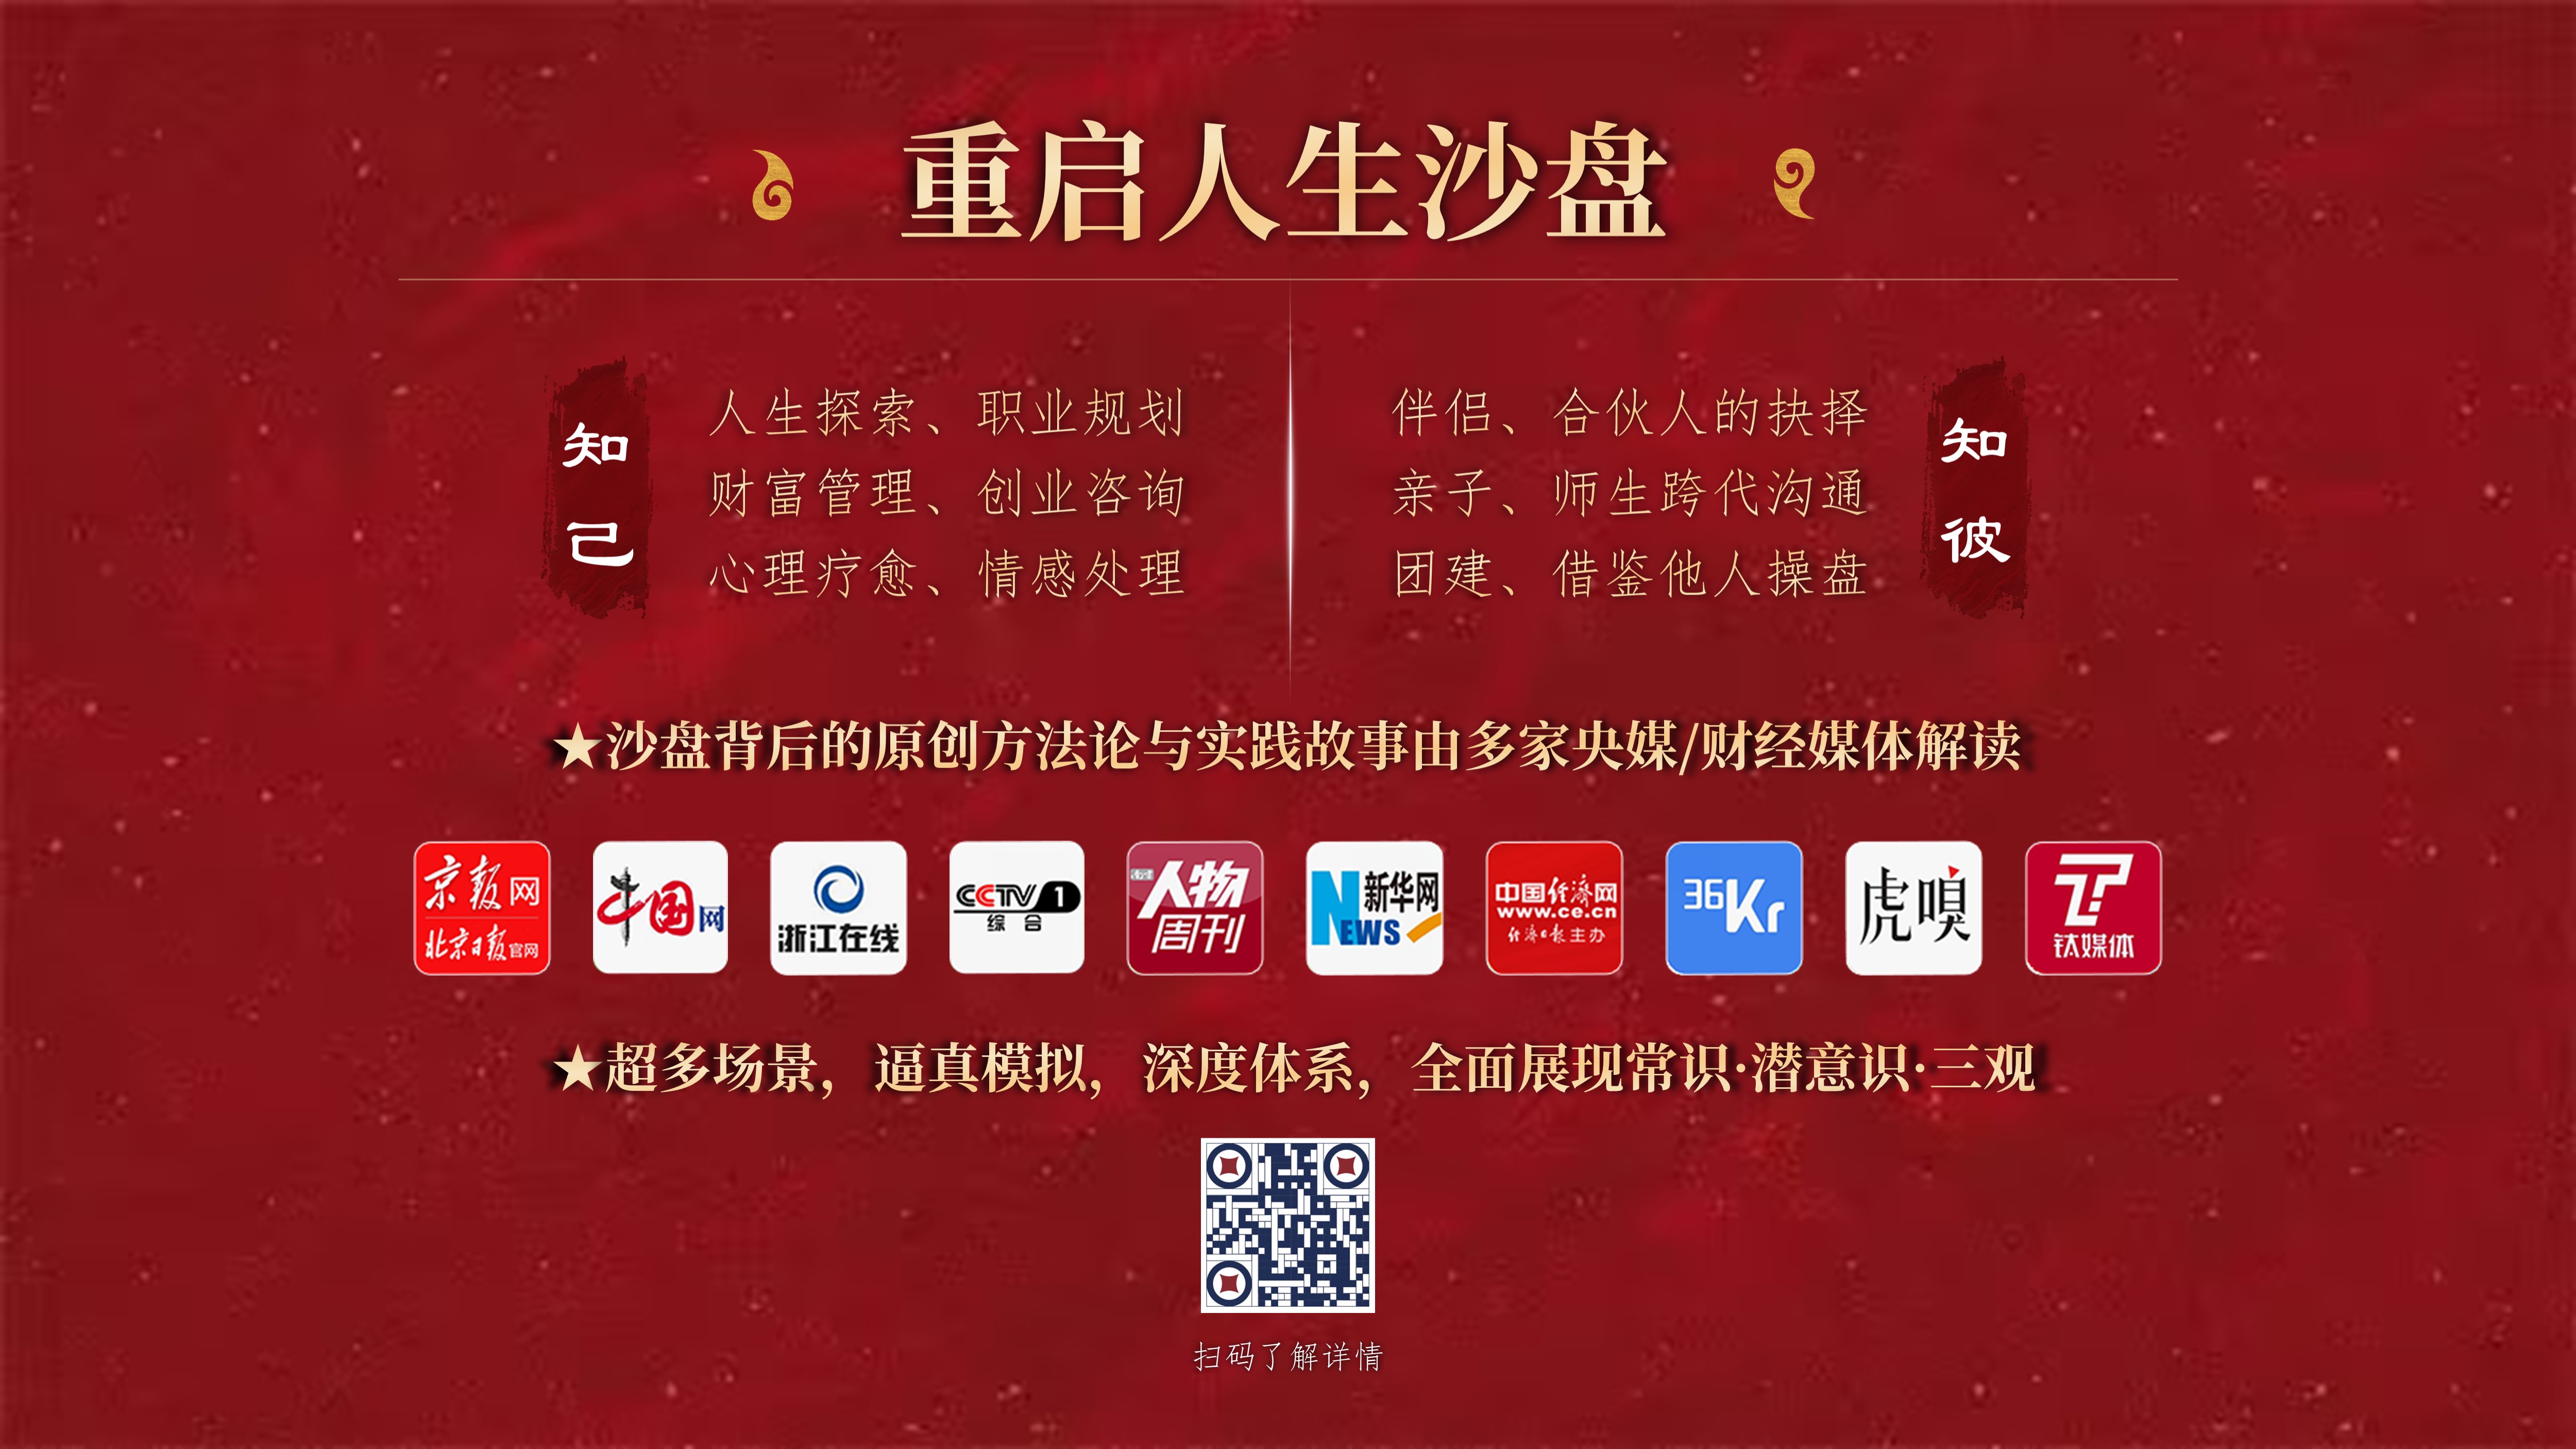 重启人生沙盘
知己
人生探索、职业规划
财富管理、创业咨询
心理疗愈、情感处理
伴侣、合伙人的抉择
亲子、师生跨代沟通
团建、借鉴他人操盘
知彼
★沙盘背后的原创方法论与实践故事由多家央媒/财经媒体解读
京报网
北京日报官网
中国网
浙江在线
CCTV 1
综合
人物
周刊
新华网
NEWS
中国经济网
www.ce.cn
经济日报主办
36Kr
虎嗅
钛媒体
★超多场景，逼真模拟，深度体系，全面展现常识·潜意识·三观
扫码了解详情